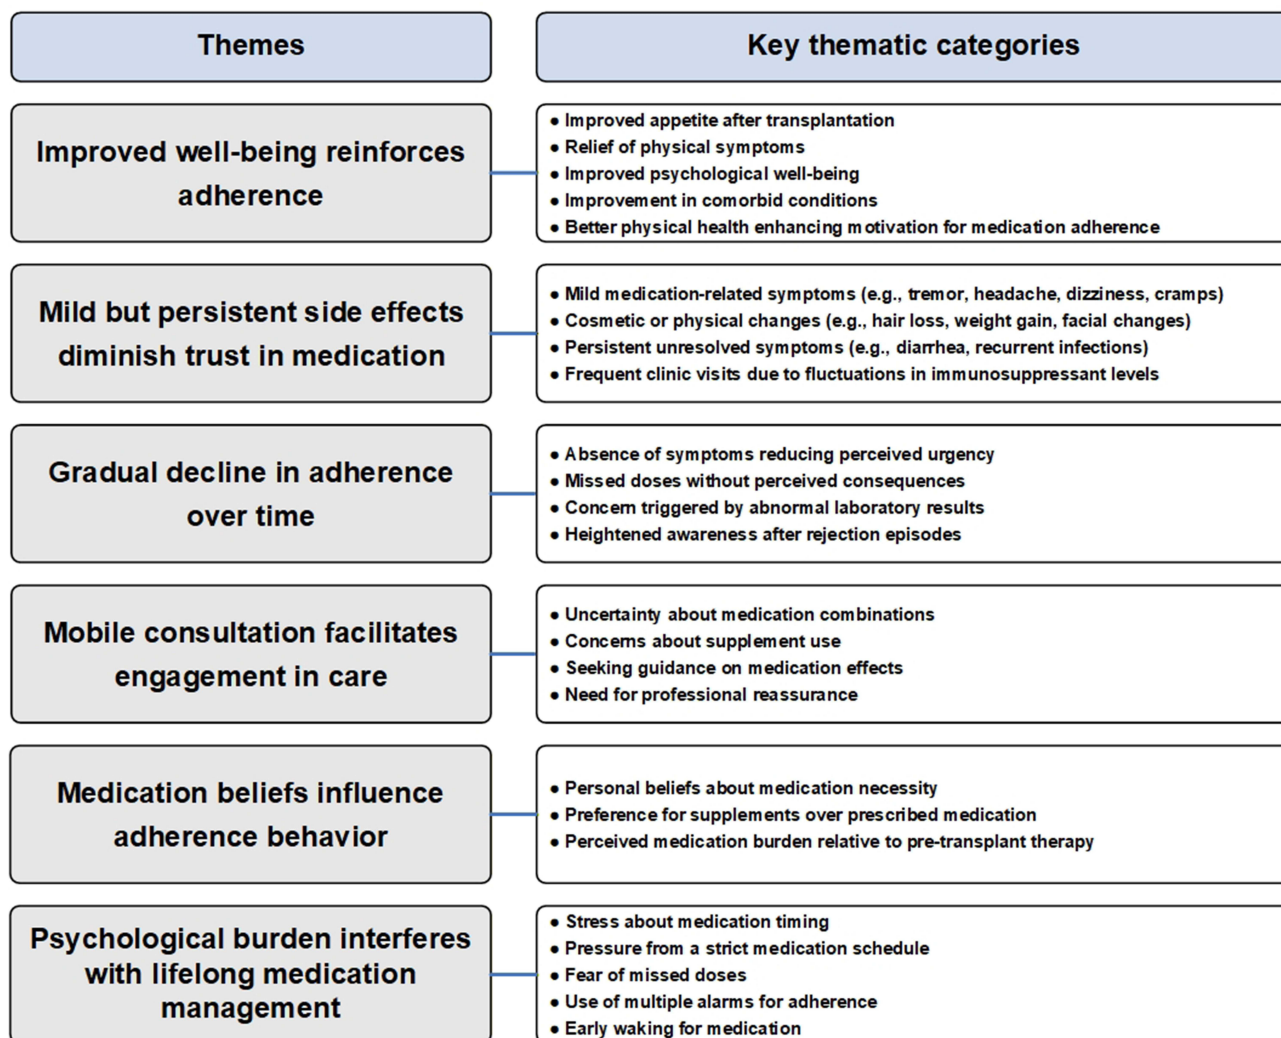 Themes
Key thematic categories
Improved well-being reinforces
adherence
● Improved appetite after transplantation
● Relief of physical symptoms
● Improved psychological well-being
● Improvement in comorbid conditions
● Better physical health enhancing motivation for medication adherence
Mild but persistent side effects
diminish trust in medication
● Mild medication-related symptoms (e.g., tremor, headache, dizziness, cramps)
● Cosmetic or physical changes (e.g., hair loss, weight gain, facial changes)
● Persistent unresolved symptoms (e.g., diarrhea, recurrent infections)
● Frequent clinic visits due to fluctuations in immunosuppressant levels
Gradual decline in adherence
over time
● Absence of symptoms reducing perceived urgency
● Missed doses without perceived consequences
● Concern triggered by abnormal laboratory results
● Heightened awareness after rejection episodes
Mobile consultation facilitates
engagement in care
● Uncertainty about medication combinations
● Concerns about supplement use
● Seeking guidance on medication effects
● Need for professional reassurance
Medication beliefs influence
adherence behavior
● Personal beliefs about medication necessity
● Preference for supplements over prescribed medication
● Perceived medication burden relative to pre-transplant therapy
Psychological burden interferes
with lifelong medication
management
● Stress about medication timing
● Pressure from a strict medication schedule
● Fear of missed doses
● Use of multiple alarms for adherence
● Early waking for medication